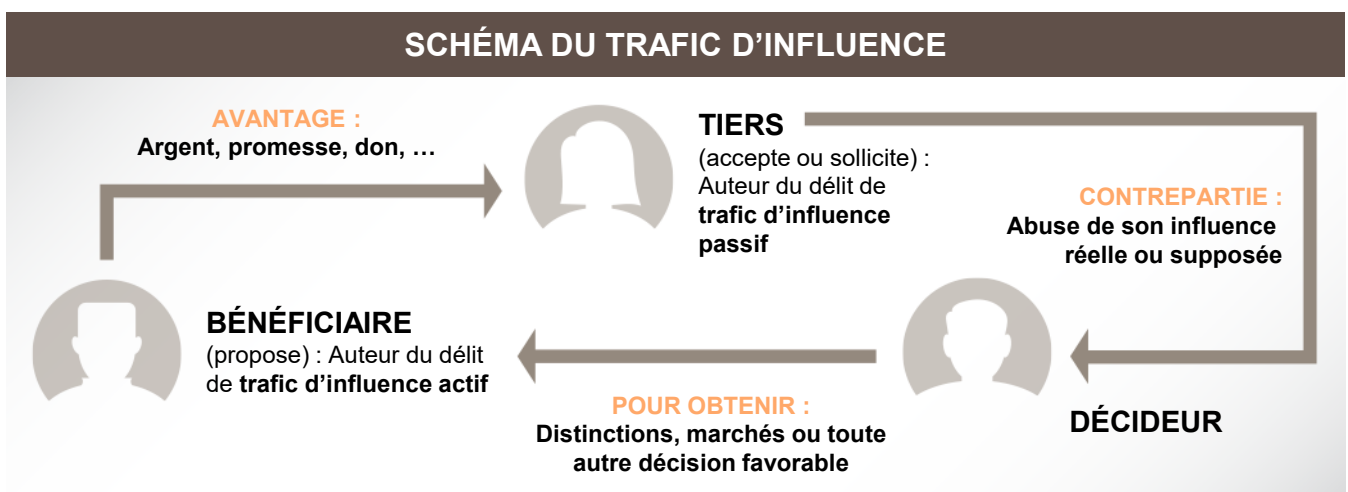 SCHÉMA DU TRAFIC D’INFLUENCE
AVANTAGE :
Argent, promesse, don, …
TIERS
(accepte ou sollicite) :
Auteur du délit de
trafic d’influence
passif
CONTREPARTIE :
Abuse de son influence
réelle ou supposée
BÉNÉFICIAIRE
(propose) : Auteur du délit
de trafic d’influence actif
POUR OBTENIR :
Distinctions, marchés ou toute
autre décision favorable
DÉCIDEUR